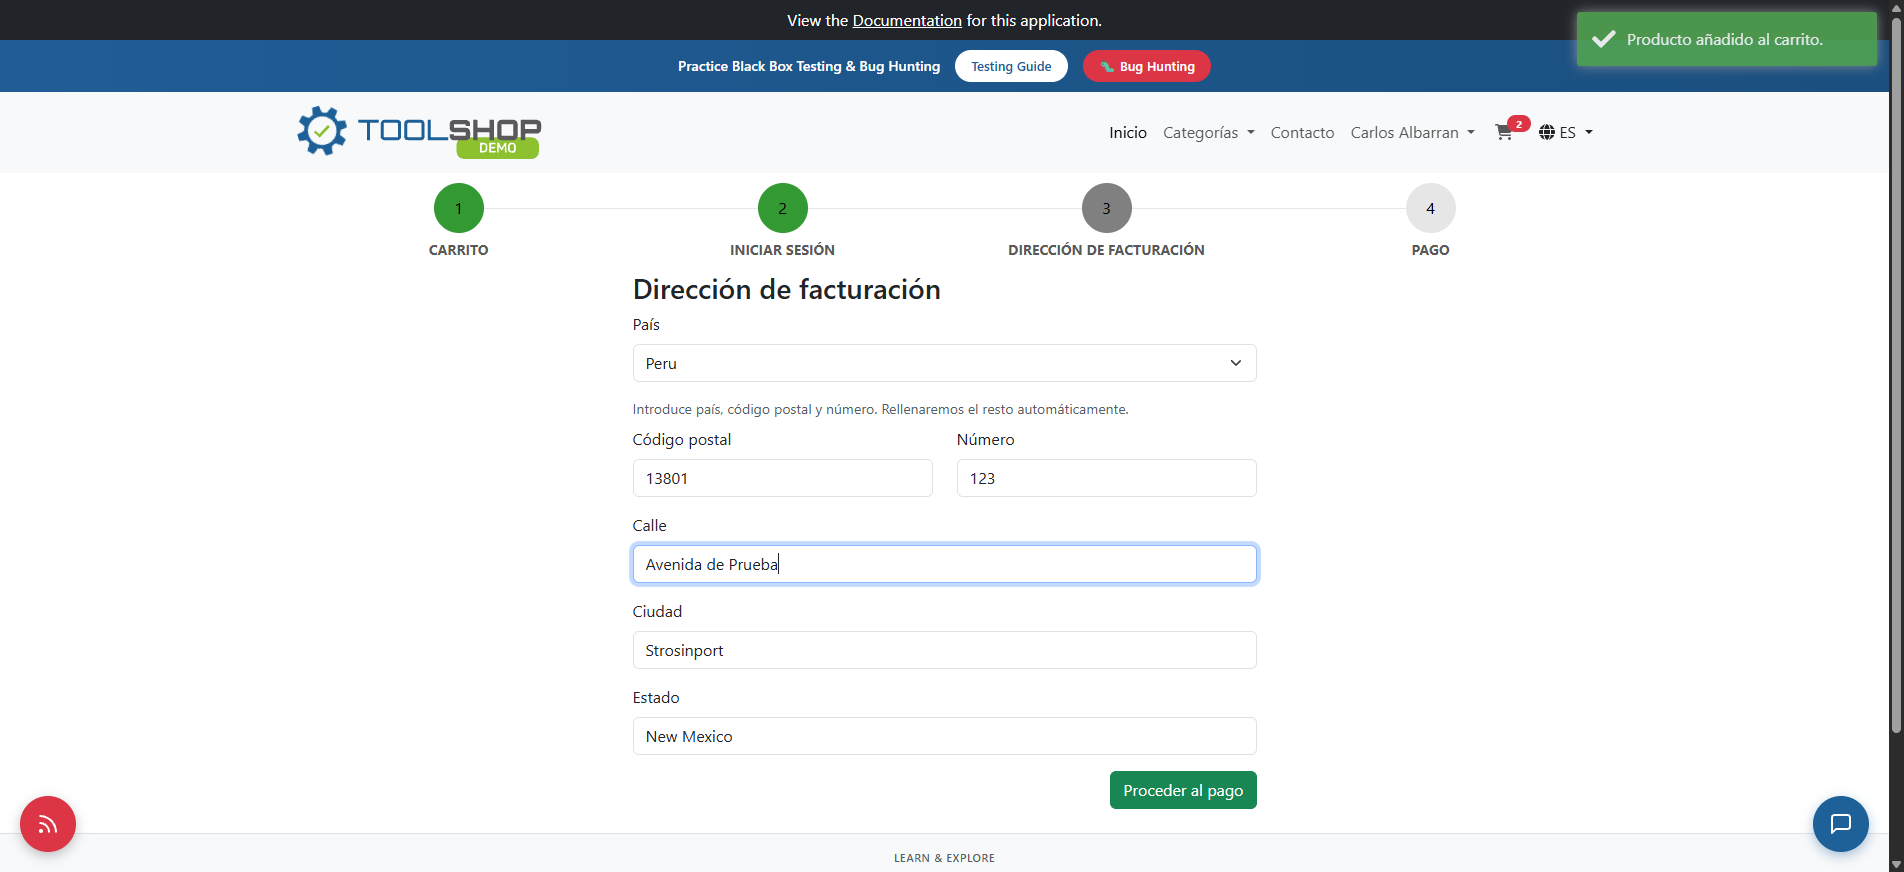 View the Documentation for this application.
Producto añadido al carrito.
Practice Black Box Testing & Bug Hunting
Testing Guide
Bug Hunting
TOOLSHOP
DEMO
Inicio
Categorías
Contacto
Carlos Albarran
2
ES
1
2
3
4
CARRITO
INICIAR SESIÓN
DIRECCIÓN DE FACTURACIÓN
PAGO
Dirección de facturación
País
Peru
Introduce país, código postal y número. Rellenaremos el resto automáticamente.
Código postal
Número
13801
123
Calle
Avenida de Prueba
Ciudad
Strosinport
Estado
New Mexico
Proceder al pago
LEARN & EXPLORE